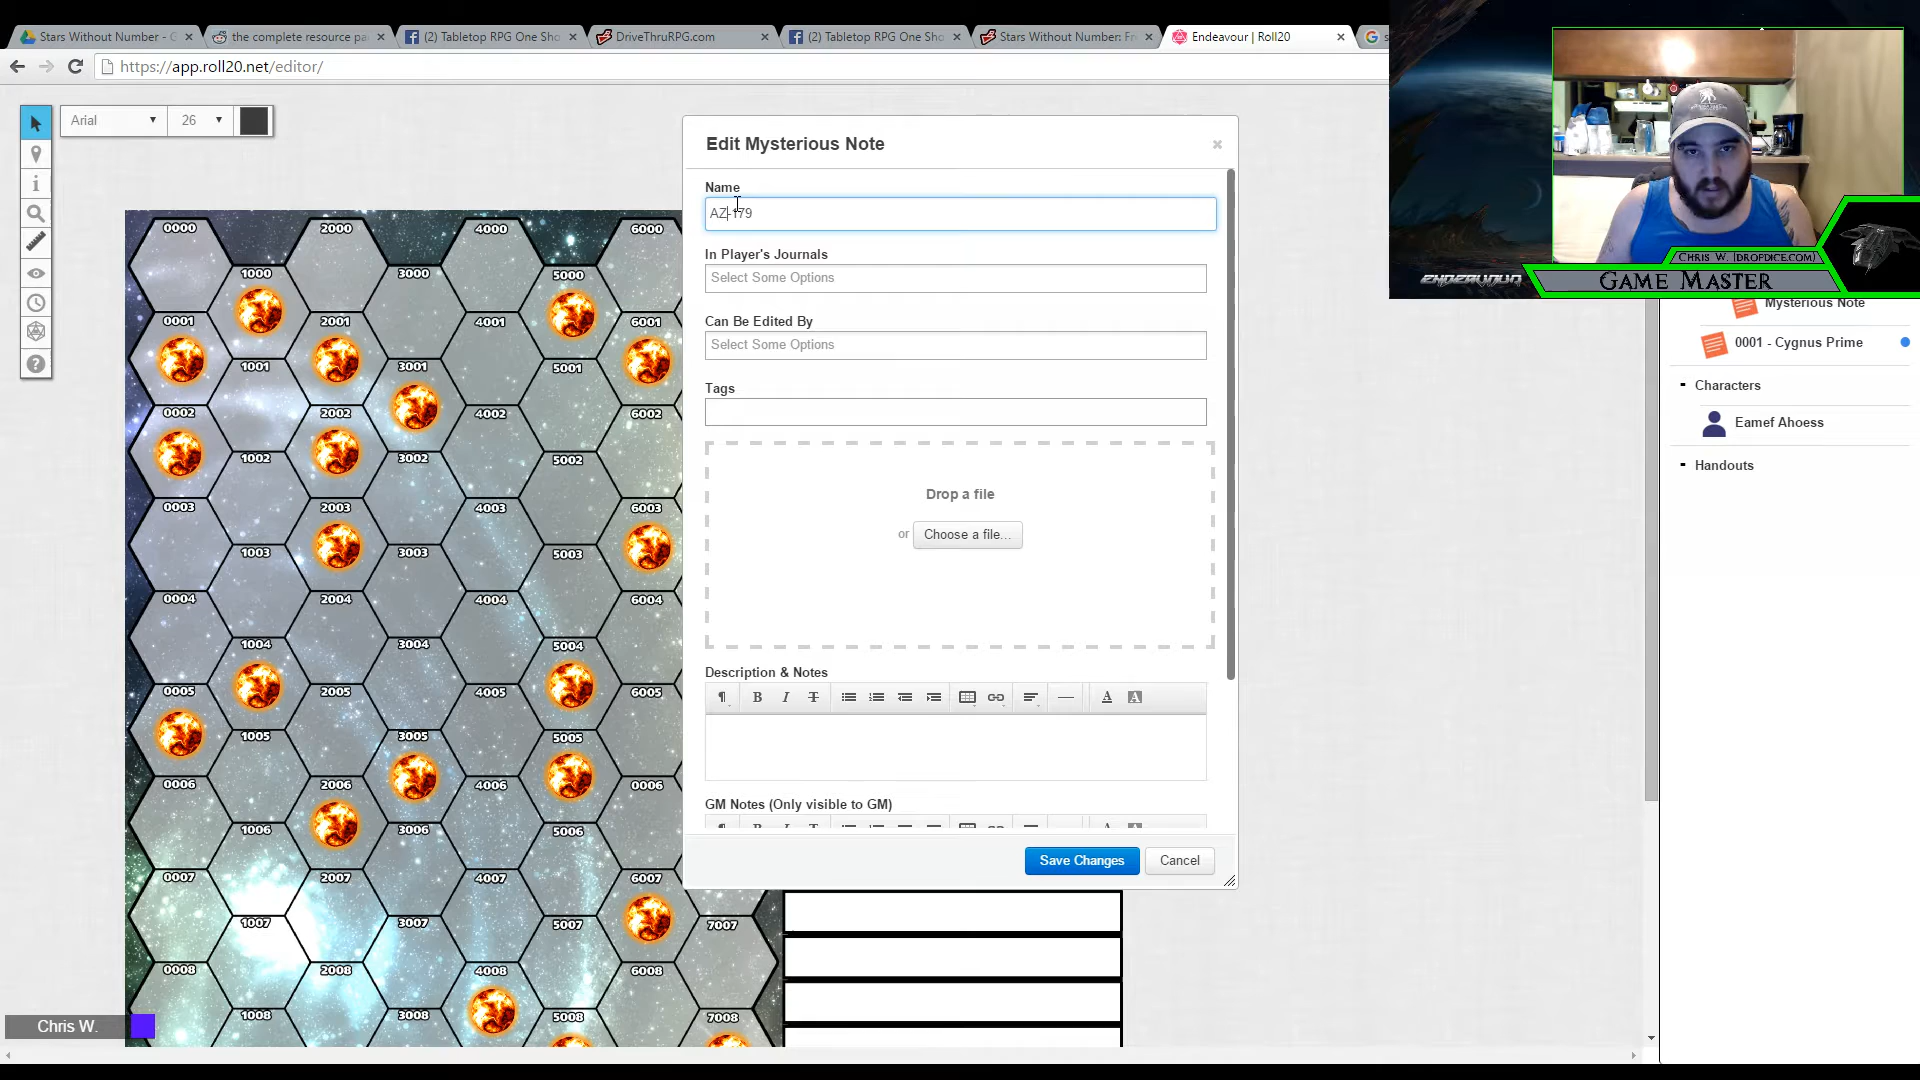 Stars Without Number - G
the complete resource pa
(2) Tabletop RPG One Sho
DriveThruRPG.com
(2) Tabletop RPG One Sho
Stars Without Number: Fr
Endeavour | Roll20
https://app.roll20.net/editor/
Arial
26
Edit Mysterious Note
Name
AZ-179
In Player's Journals
Select Some Options
Can Be Edited By
Select Some Options
Tags
Drop a file
or
Choose a file...
Description & Notes
GM Notes (Only visible to GM)
Save Changes
Cancel
0000
2000
4000
6000
1000
3000
5000
0001
2001
4001
6001
1001
3001
5001
0002
2002
4002
6002
1002
3002
5002
0003
2003
4003
6003
1003
3003
5003
0004
2004
4004
6004
1004
3004
5004
0005
2005
4005
6005
1005
3005
5005
0006
2006
4006
0006
1006
3006
5006
0007
2007
4007
6007
1007
3007
5007
7007
0008
2008
4008
6008
1008
3008
5008
7008
Chris W.
Chris W. (dropdice.com)
Endeavour
Game Master
Mysterious Note
0001 - Cygnus Prime
Characters
Eamef Ahoess
Handouts